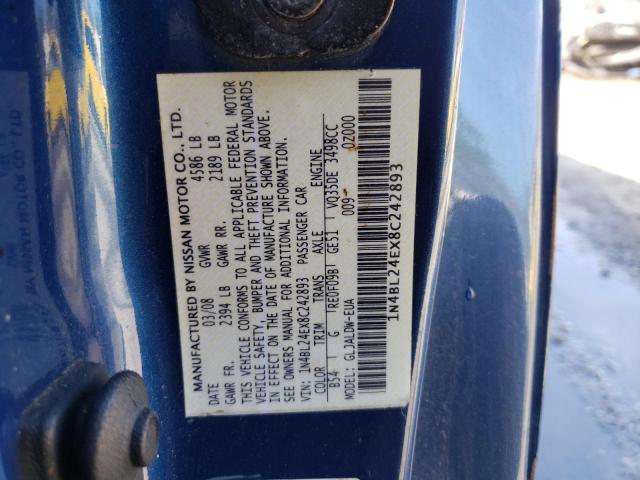 MANUFACTURED BY NISSAN MOTOR CO., LTD.
DATE 03/08 GVWR 4586 LB
GAWR FR. 2394 LB GAWR RR. 2189 LB
THIS VEHICLE CONFORMS TO ALL APPLICABLE FEDERAL MOTOR
VEHICLE SAFETY, BUMPER AND THEFT PREVENTION STANDARDS
IN EFFECT ON THE DATE OF MANUFACTURE SHOWN ABOVE.
SEE OWNERS MANUAL FOR ADDITIONAL INFORMATION.
VIN: 1N4BL24EX8C242893 PASSENGER CAR
COLOR TRIM TRANS AXLE ENGINE
B54 G RE0F09B GE51 VQ35DE 3498CC
MODEL: GLJALDW-EUA 009- 0Z000
1N4BL24EX8C242893